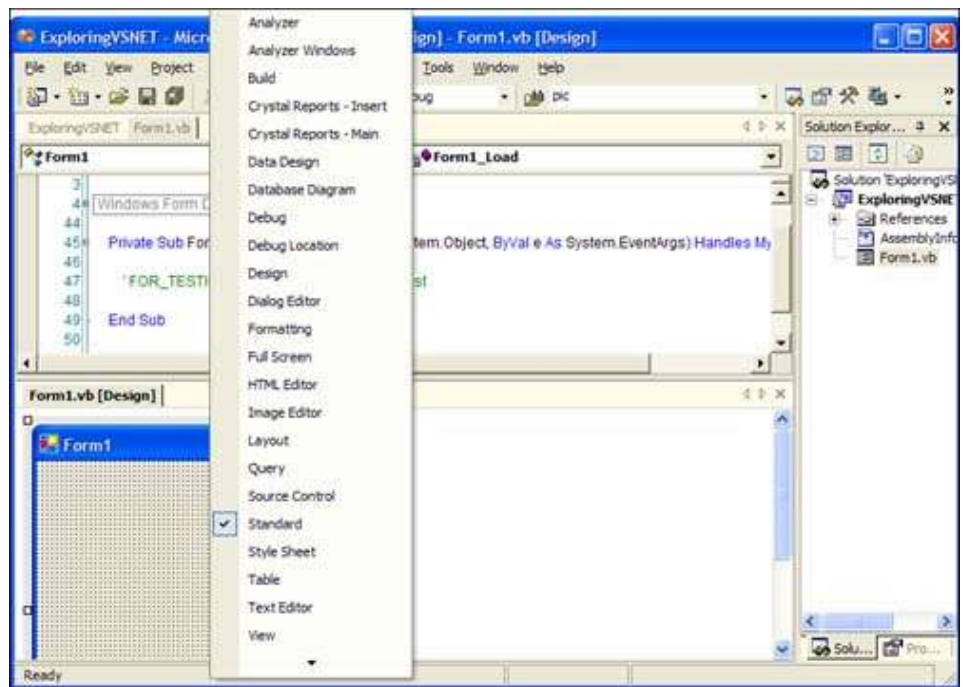 ExploringVSNET - Micr ign] - Form1.vb [Design]
File Edit View Project Tools Window Help
bug pic
ExploringVSNET Form1.vb
Form1 Form1_Load
3
4 Windows Form D
44
45 Private Sub For tem.Object, ByVal e As System.EventArgs) Handles My
46
47 'FOR_TESTI st
48
49 End Sub
50
Form1.vb [Design]
Form1
Analyzer
Analyzer Windows
Build
Crystal Reports - Insert
Crystal Reports - Main
Data Design
Database Diagram
Debug
Debug Location
Design
Dialog Editor
Formatting
Full Screen
HTML Editor
Image Editor
Layout
Query
Source Control
Standard
Style Sheet
Table
Text Editor
View
Solution Explor...
Solution 'ExploringVS
ExploringVSNE
References
AssemblyInfo
Form1.vb
Solu... Pro...
Ready